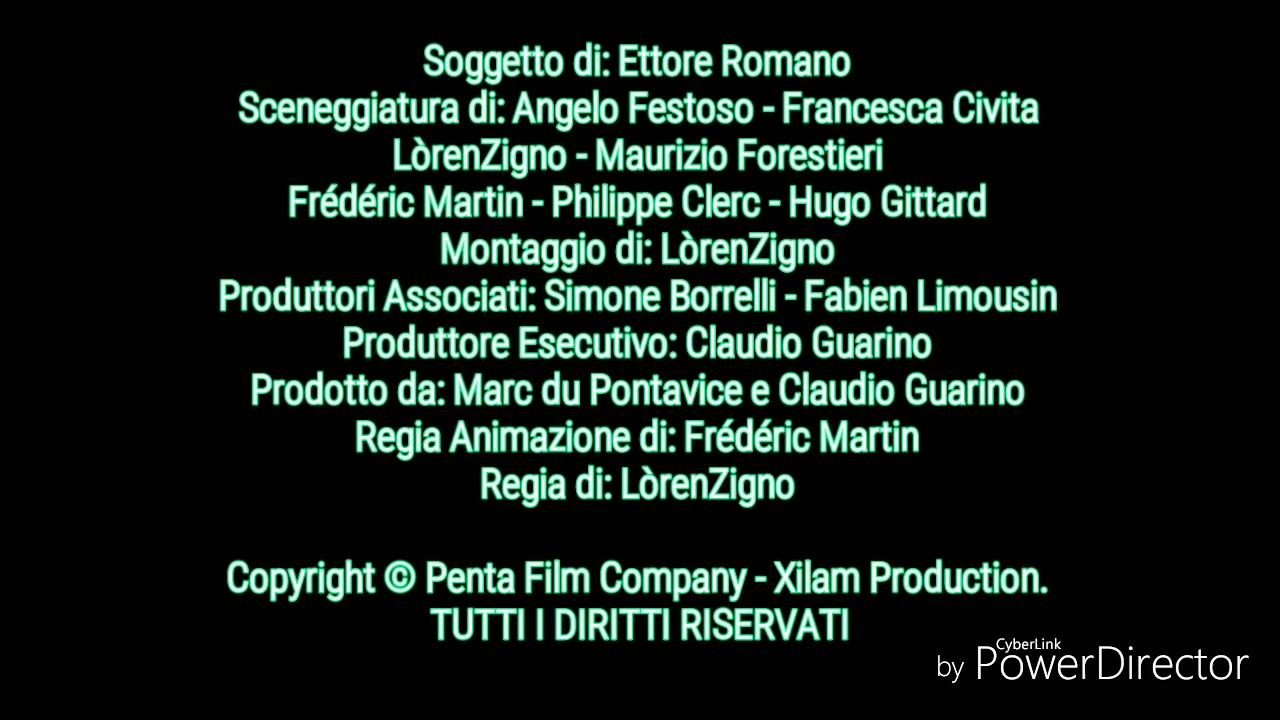 Soggetto di: Ettore Romano
Sceneggiatura di: Angelo Festoso - Francesca Civita
LòrenZigno - Maurizio Forestieri
Frédéric Martin - Philippe Clerc - Hugo Gittard
Montaggio di: LòrenZigno
Produttori Associati: Simone Borrelli - Fabien Limousin
Produttore Esecutivo: Claudio Guarino
Prodotto da: Marc du Pontavice e Claudio Guarino
Regia Animazione di: Frédéric Martin
Regia di: LòrenZigno
Copyright © Penta Film Company - Xilam Production.
TUTTI I DIRITTI RISERVATI
CyberLink
by PowerDirector